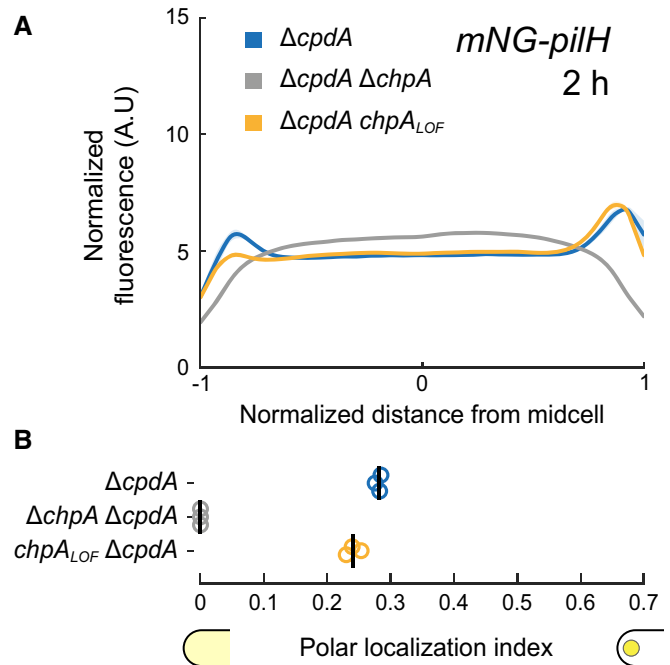 A
15
10
5
0
Normalized
fluorescence (A.U)
ΔcpdA
ΔcpdA ΔchpA
ΔcpdA chpALOF
mNG-pilH
2 h
-1 0 1
Normalized distance from midcell
B
ΔcpdA
ΔchpA ΔcpdA
chpALOF ΔcpdA
0 0.1 0.2 0.3 0.4 0.5 0.6 0.7
Polar localization index